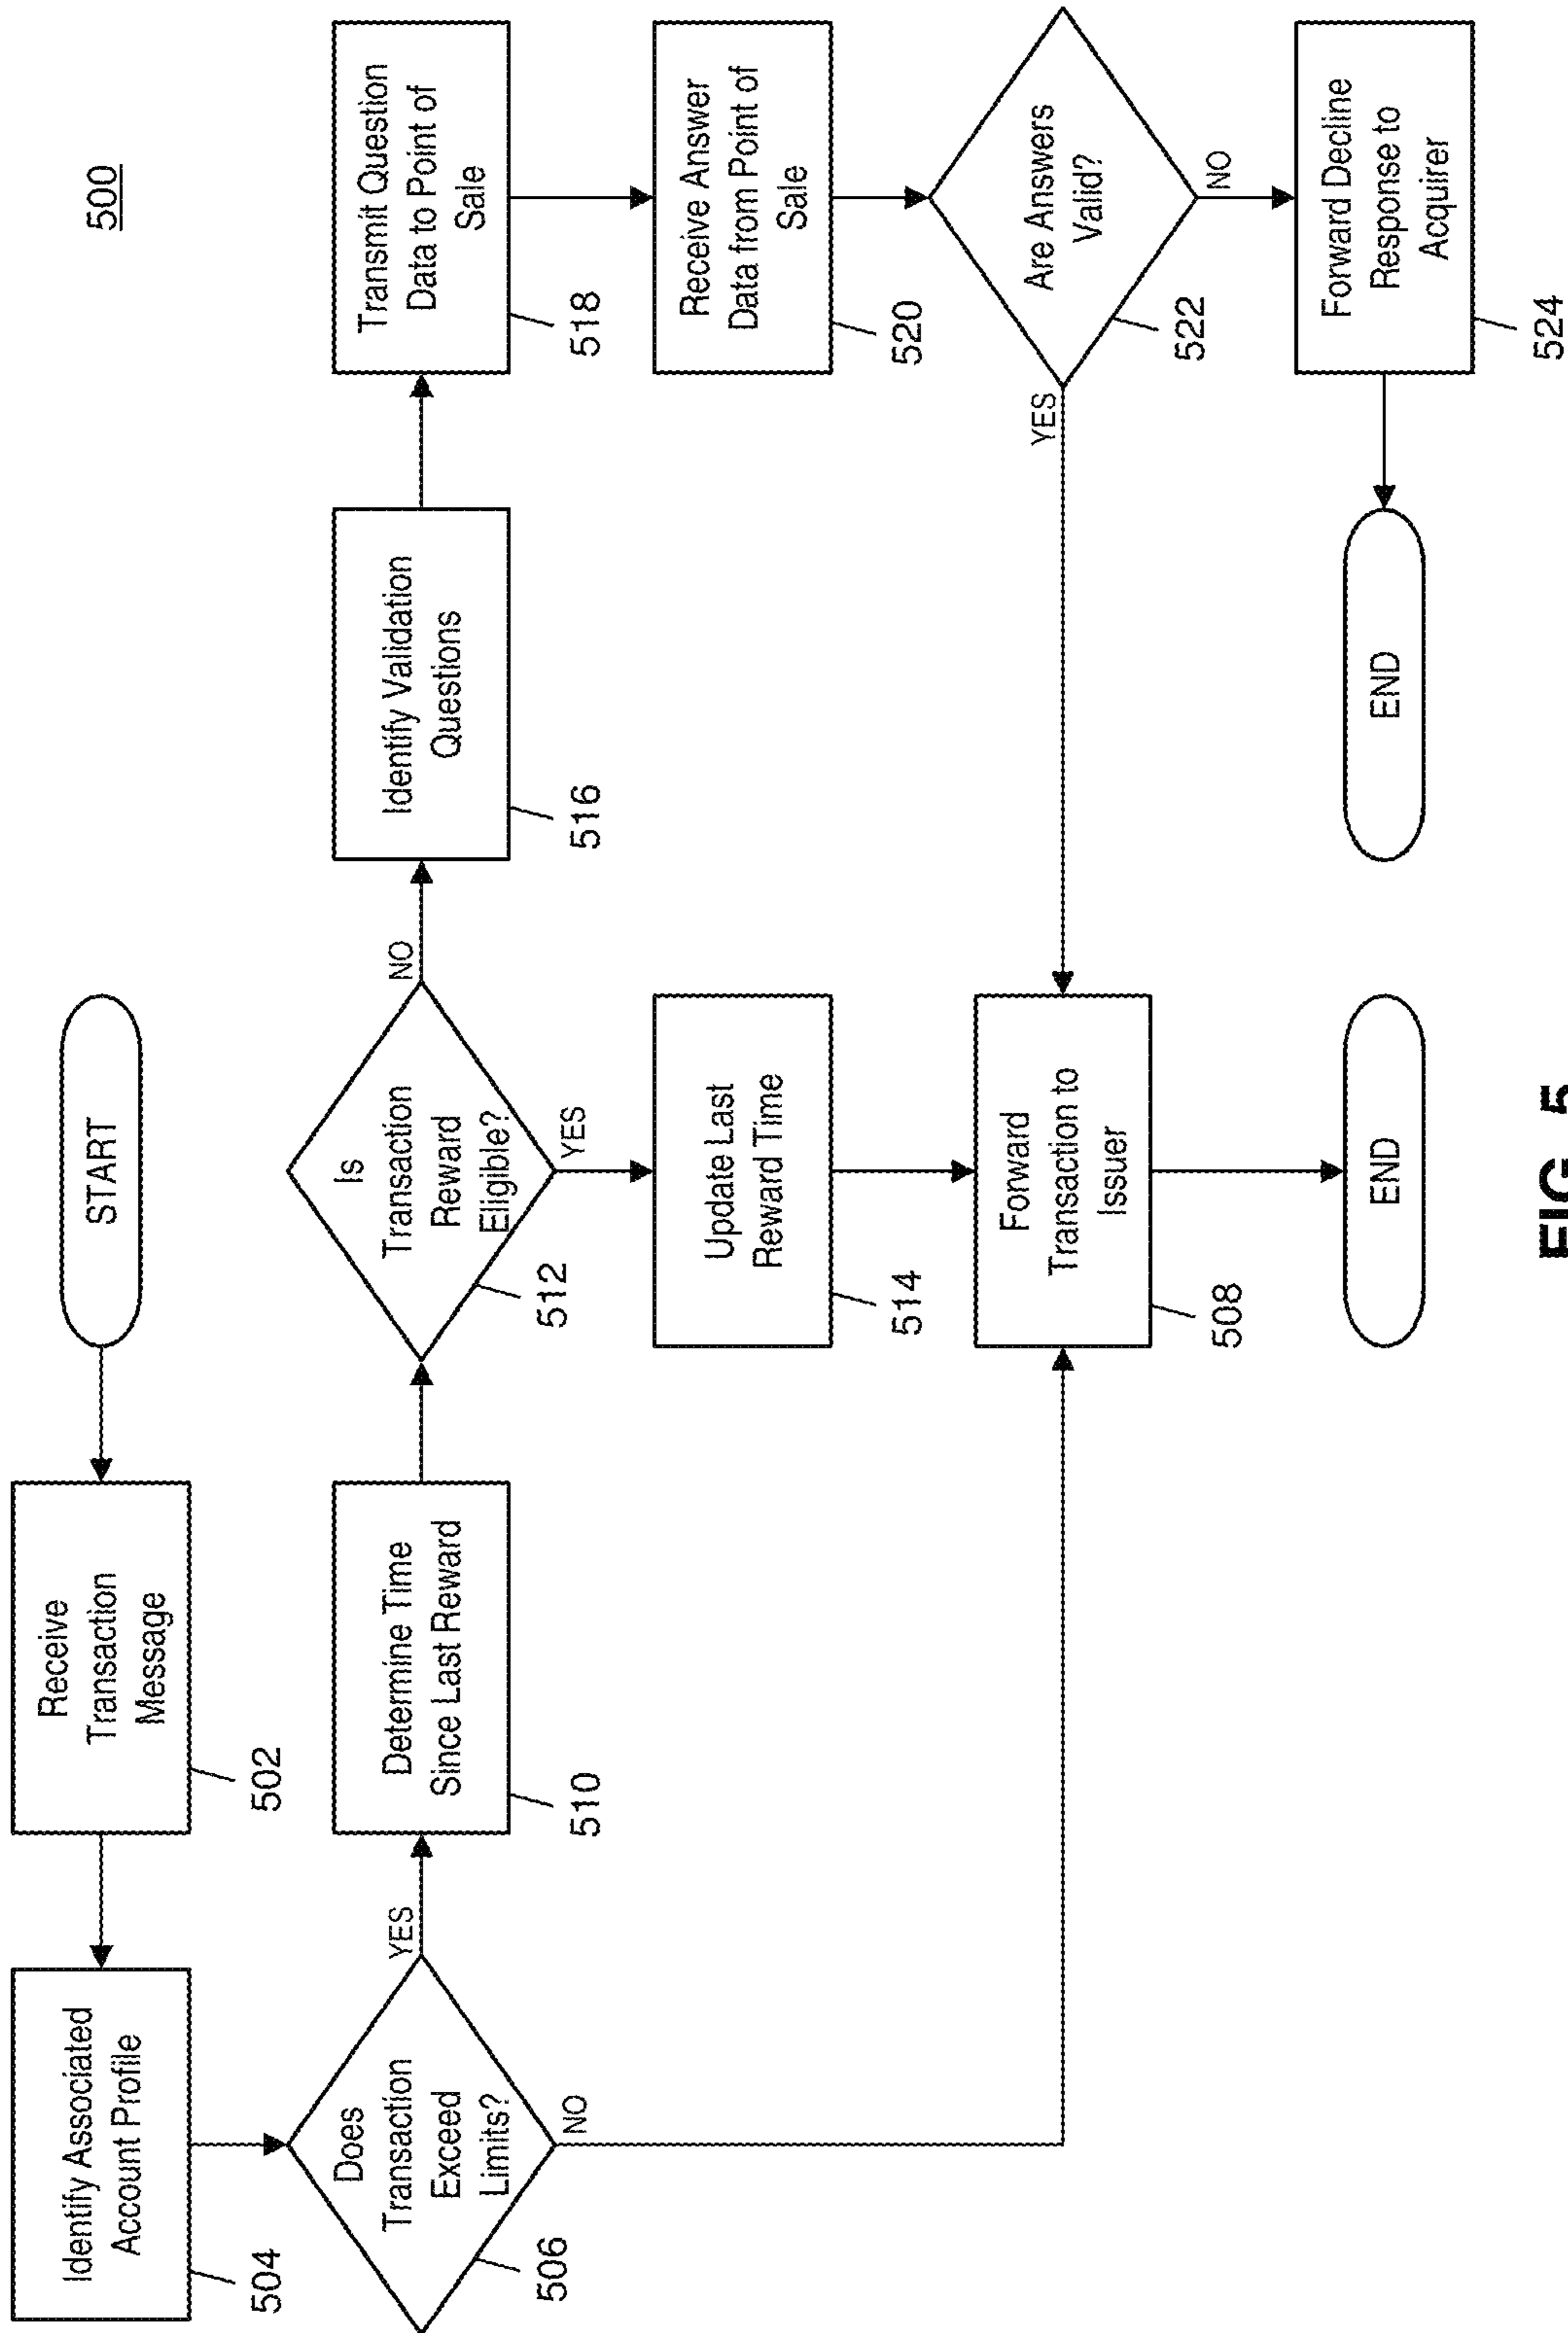 500
START
Receive
Transaction
Message
502
Identify Associated
Account Profile
504
Does
Transaction
Exceed
Limits?
506
YES
NO
Determine Time
Since Last Reward
510
Is
Transaction
Reward
Eligible?
512
NO
YES
Identify Validation
Questions
516
Transmit Question
Data to Point of
Sale
518
Update Last
Reward Time
514
Receive Answer
Data from Point of
Sale
520
Forward
Transaction to
Issuer
508
YES
Are Answers
Valid?
522
NO
END
END
Forward Decline
Response to
Acquirer
524
FIG. 5